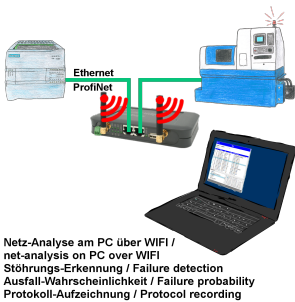 Ethernet
ProfiNet
Netz-Analyse am PC über WIFI /
net-analysis on PC over WIFI
Störungs-Erkennung / Failure detection
Ausfall-Wahrscheinlichkeit / Failure probability
Protokoll-Aufzeichnung / Protocol recording